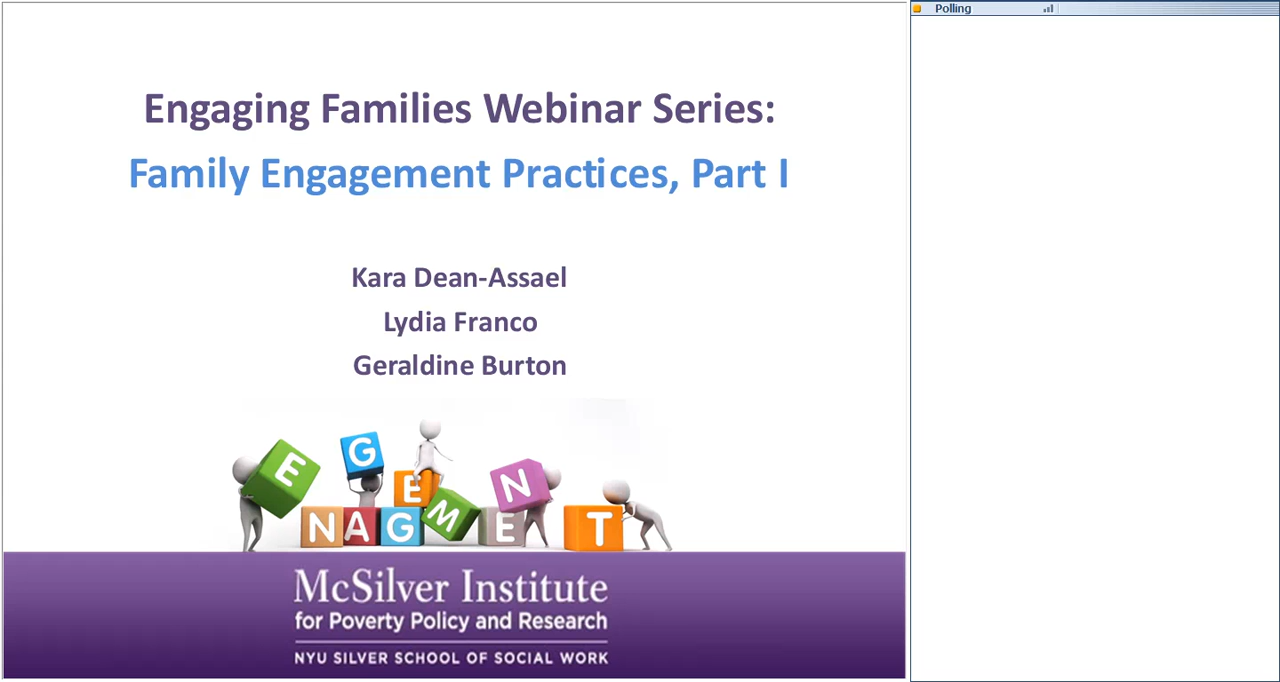 Polling
Engaging Families Webinar Series:
Family Engagement Practices, Part I
Kara Dean-Assael
Lydia Franco
Geraldine Burton
E G E N
N A G M E T
McSilver Institute
for Poverty Policy and Research
NYU SILVER SCHOOL OF SOCIAL WORK